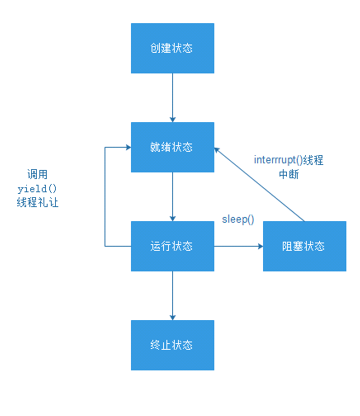 创建状态
就绪状态
interrrupt()线程
中断
调用
yield()
线程礼让
sleep()
运行状态
阻塞状态
终止状态